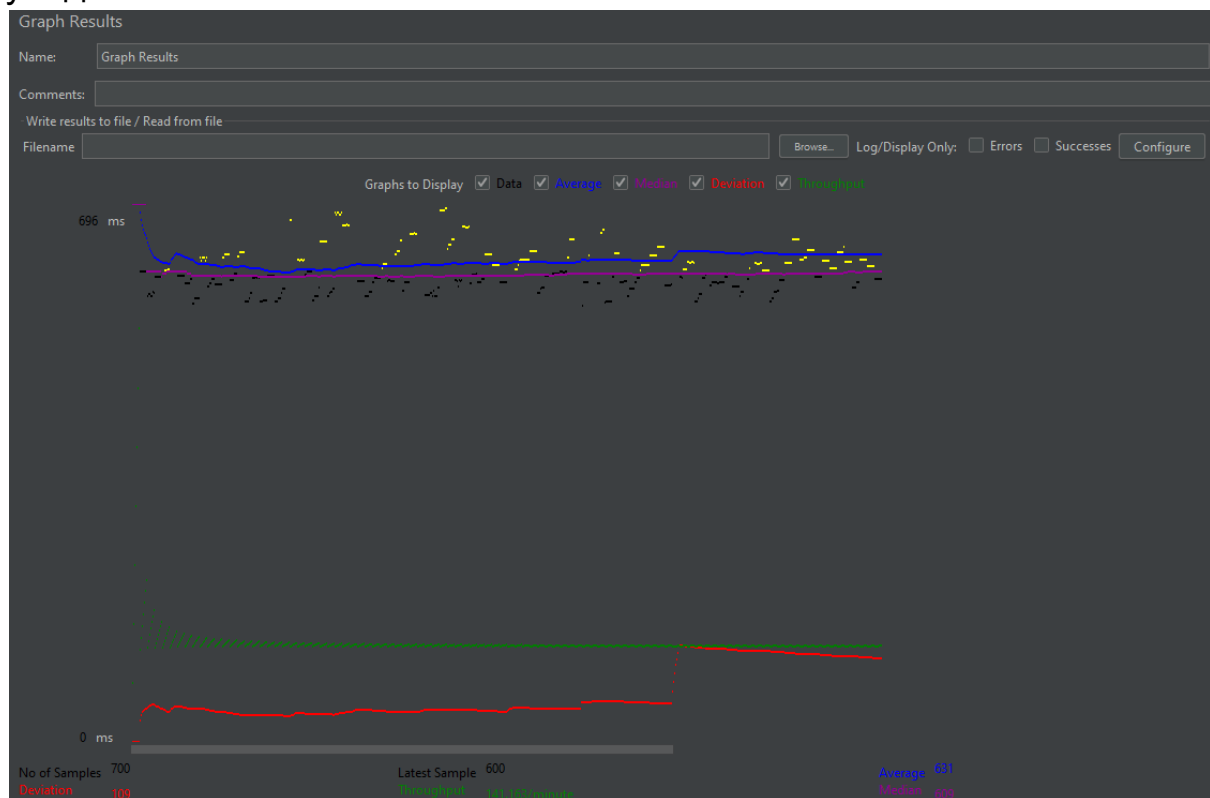 Graph Results
Name: Graph Results
Comments:
Write results to file / Read from file
Filename Browse... Log/Display Only: Errors Successes Configure
Graphs to Display Data Average Median Deviation Throughput
696 ms
0 ms
No of Samples 700 Latest Sample 600 Average 631
Deviation 109 Throughput /minute Median